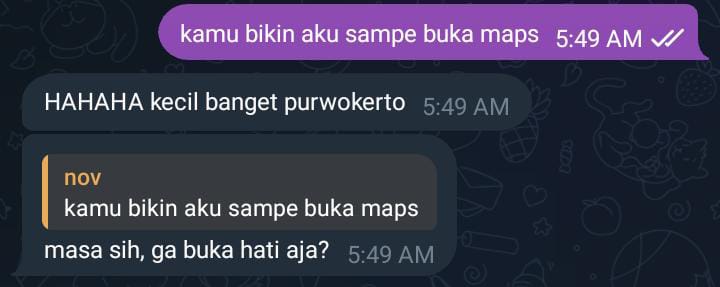 kamu bikin aku sampe buka maps 5:49 AM
HAHAHA kecil banget purwokerto 5:49 AM
nov
kamu bikin aku sampe buka maps
masa sih, ga buka hati aja? 5:49 AM